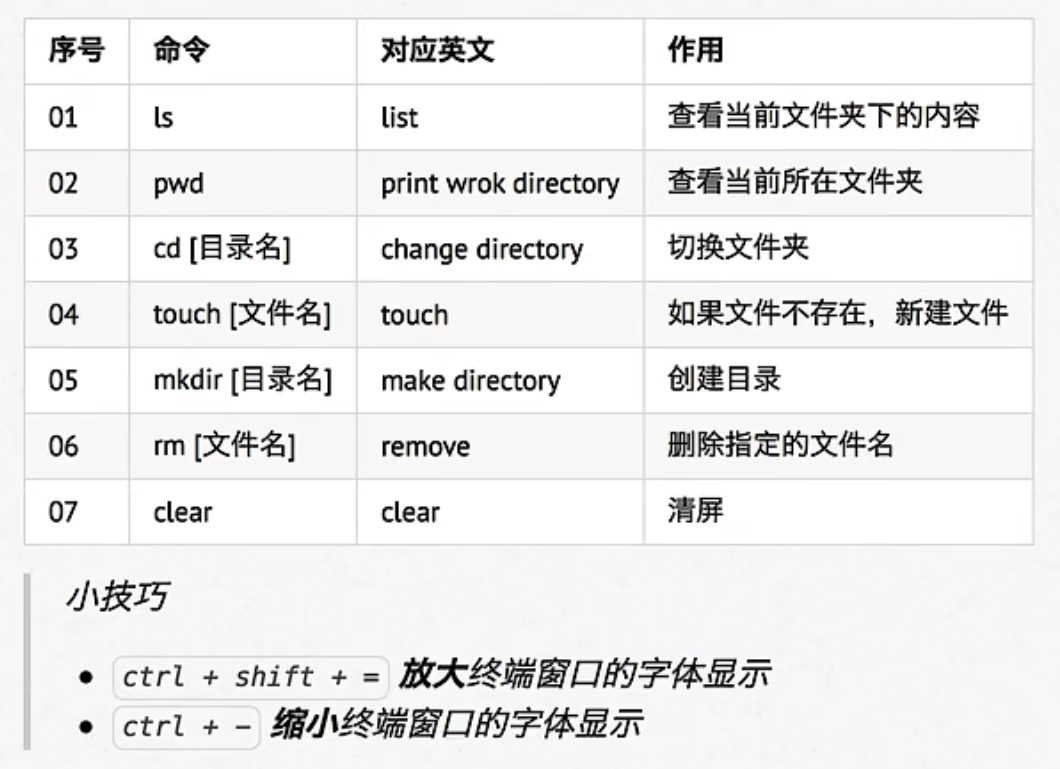 序号 命令 对应英文 作用
01 ls list 查看当前文件夹下的内容
02 pwd print wrok directory 查看当前所在文件夹
03 cd [目录名] change directory 切换文件夹
04 touch [文件名] touch 如果文件不存在，新建文件
05 mkdir [目录名] make directory 创建目录
06 rm [文件名] remove 删除指定的文件名
07 clear clear 清屏
小技巧
• ctrl + shift + = 放大终端窗口的字体显示
• ctrl + - 缩小终端窗口的字体显示